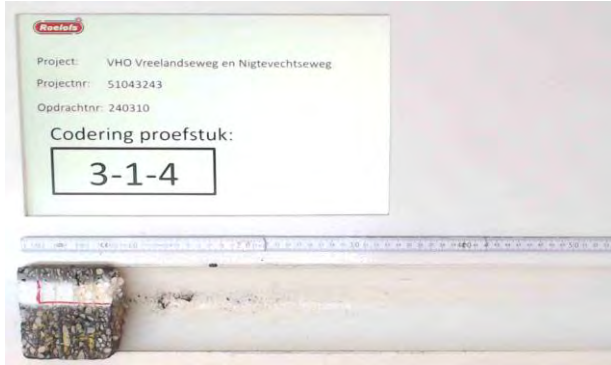 Roelofs
Project: VHO Vreelandseweg en Nigtevechtseweg
Projectnr: 51043243
Opdrachtnr: 240310
Codering proefstuk:
3-1-4